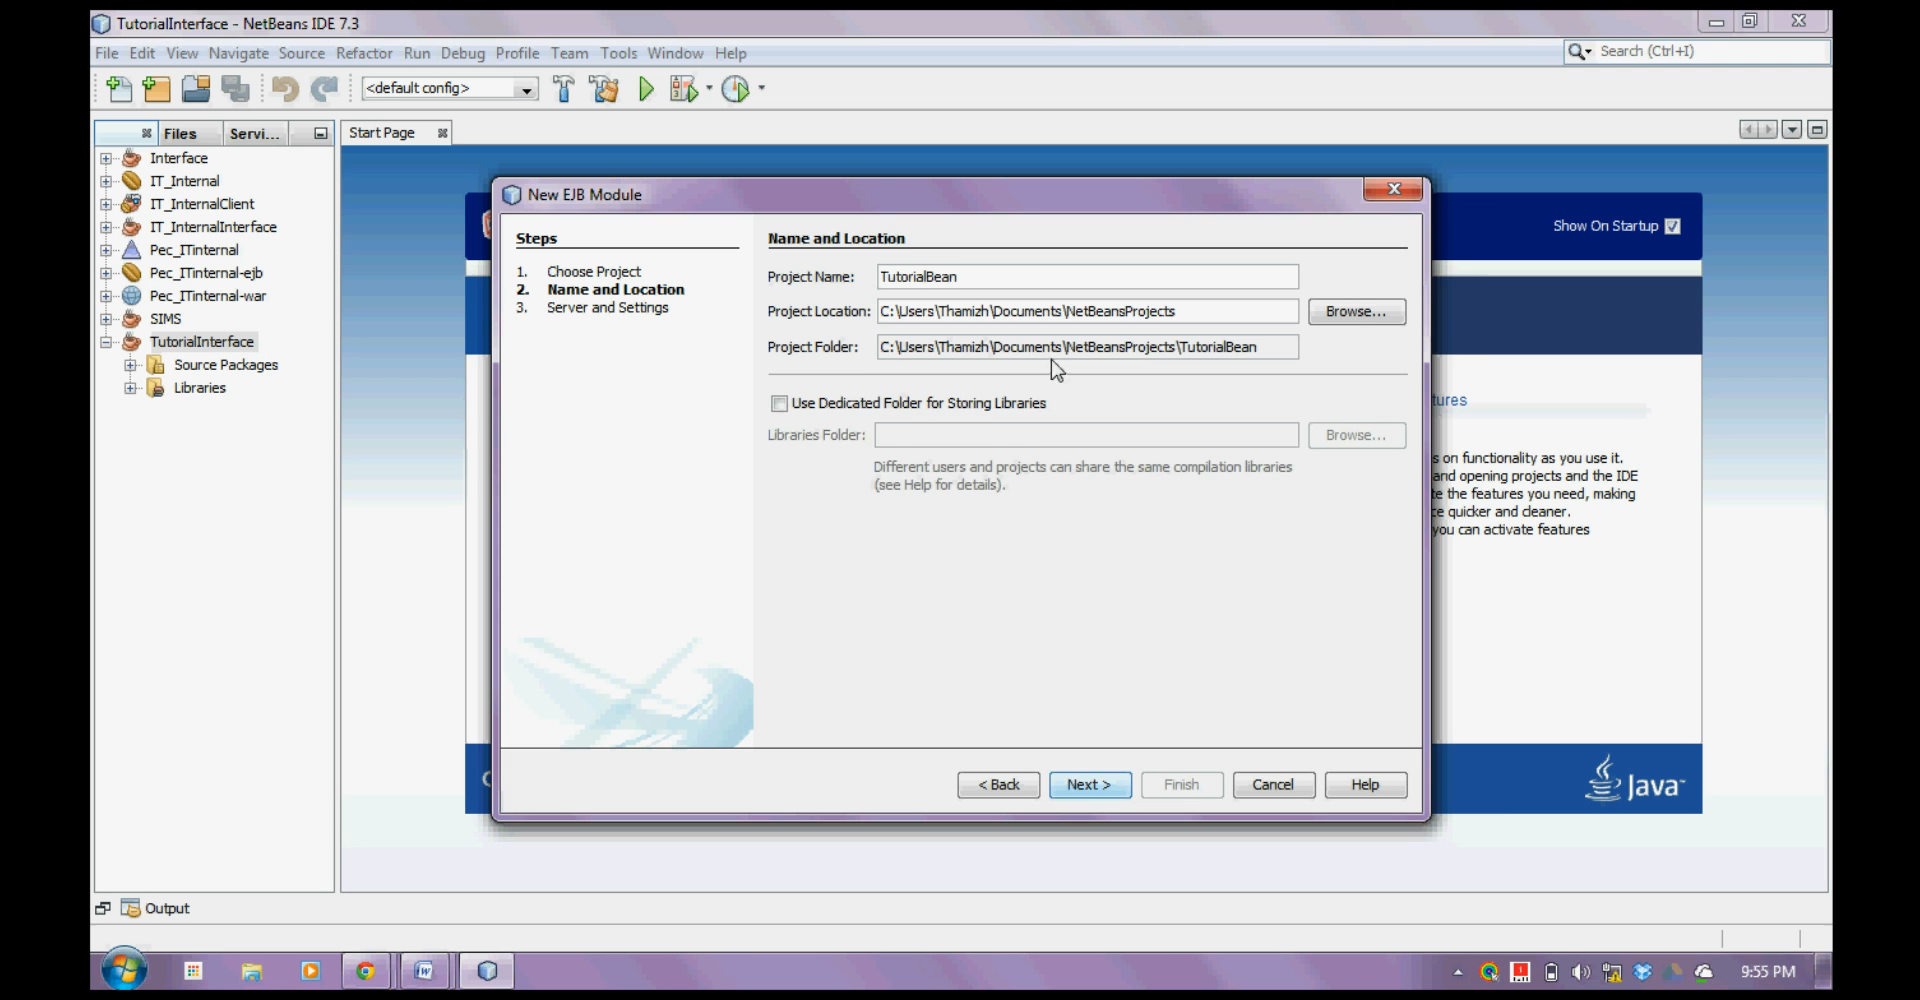 TutorialInterface - NetBeans IDE 7.3
File Edit View Navigate Source Refactor Run Debug Profile Team Tools Window Help
Search (Ctrl+I)
<default config>
Files
Servi...
Start Page
Interface
IT_Internal
IT_InternalClient
IT_InternalInterface
Pec_ITinternal
Pec_ITinternal-ejb
Pec_ITinternal-war
SIMS
TutorialInterface
Source Packages
Libraries
Show On Startup
New EJB Module
Steps
1. Choose Project
2. Name and Location
3. Server and Settings
Name and Location
Project Name: TutorialBean
Project Location: C:\Users\Thamizh\Documents\NetBeansProjects Browse...
Project Folder: C:\Users\Thamizh\Documents\NetBeansProjects\TutorialBean
Use Dedicated Folder for Storing Libraries
Libraries Folder: Browse...
Different users and projects can share the same compilation libraries
(see Help for details).
< Back Next > Finish Cancel Help
tures
s on functionality as you use it.
and opening projects and the IDE
te the features you need, making
ce quicker and cleaner.
you can activate features
Java
Output
9:55 PM